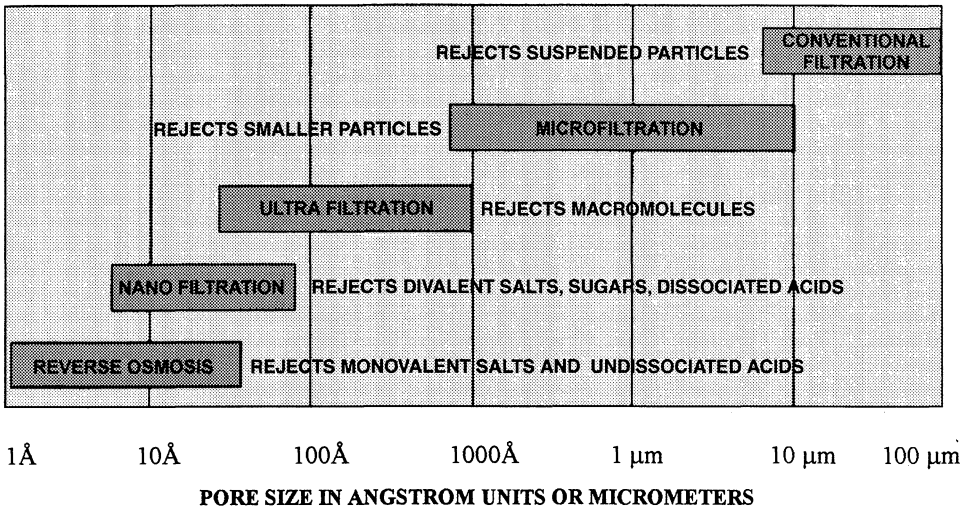 REJECTS SUSPENDED PARTICLES
CONVENTIONAL
FILTRATION
REJECTS SMALLER PARTICLES
MICROFILTRATION
ULTRA FILTRATION
REJECTS MACROMOLECULES
NANO FILTRATION
REJECTS DIVALENT SALTS, SUGARS, DISSOCIATED ACIDS
REVERSE OSMOSIS
REJECTS MONOVALENT SALTS AND UNDISSOCIATED ACIDS
1Å 10Å 100Å 1000Å 1 µm 10 µm 100 µm
PORE SIZE IN ANGSTROM UNITS OR MICROMETERS